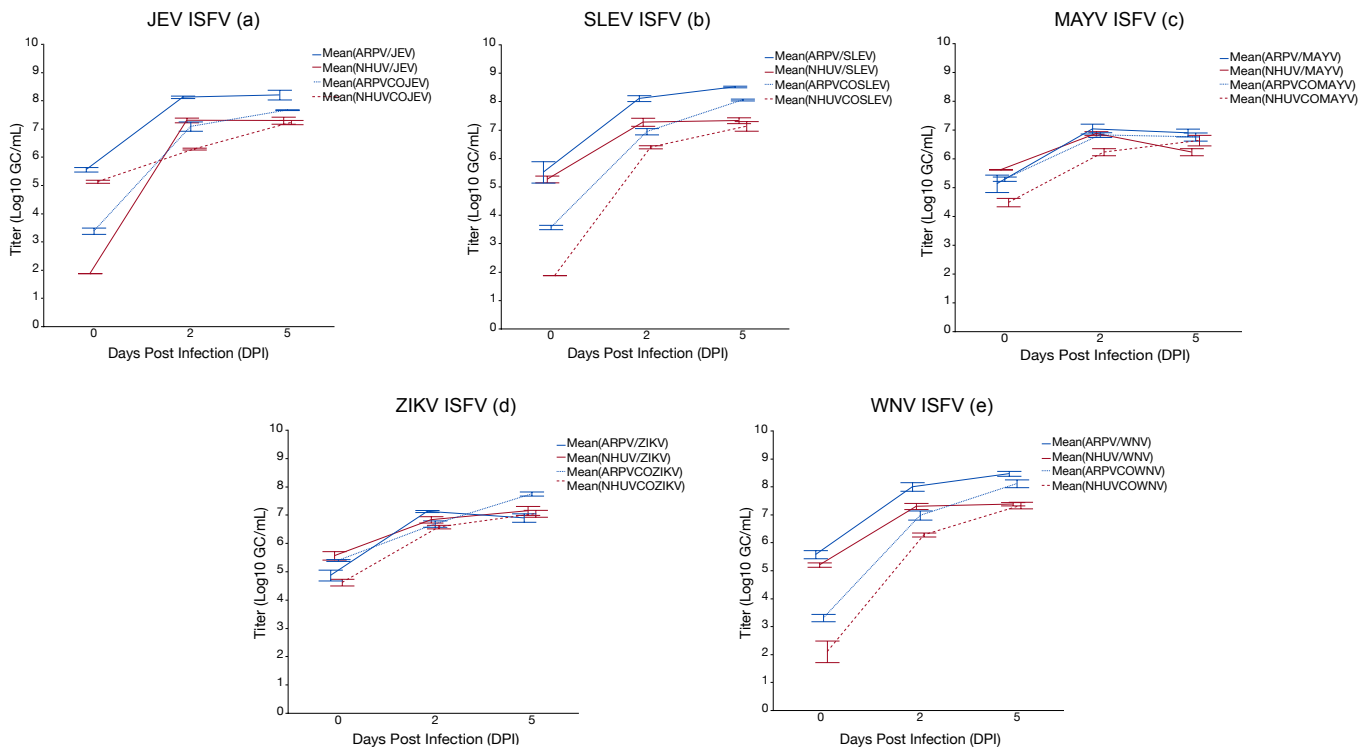 JEV ISFV (a)
Mean(ARPV/JEV)
Mean(NHUV/JEV)
Mean(ARPVCOJEV)
Mean(NHUVCOJEV)
10
9
8
7
6
5
4
3
2
1
0
Titer (Log10 GC/mL)
0 2 5
Days Post Infection (DPI)
SLEV ISFV (b)
Mean(ARPV/SLEV)
Mean(NHUV/SLEV)
Mean(ARPVCOSLEV)
Mean(NHUVCOSLEV)
10
9
8
7
6
5
4
3
2
1
0
Titer (Log10 GC/mL)
0 2 5
Days Post Infection (DPI)
MAYV ISFV (c)
Mean(ARPV/MAYV)
Mean(NHUV/MAYV)
Mean(ARPVCOMAYV)
Mean(NHUVCOMAYV)
10
9
8
7
6
5
4
3
2
1
0
Titer (Log10 GC/mL)
0 2 5
Days Post Infection (DPI)
ZIKV ISFV (d)
Mean(ARPV/ZIKV)
Mean(NHUV/ZIKV)
Mean(ARPVCOZIKV)
Mean(NHUVCOZIKV)
10
9
8
7
6
5
4
3
2
1
0
Titer (Log10 GC/mL)
0 2 5
Days Post Infection (DPI)
WNV ISFV (e)
Mean(ARPV/WNV)
Mean(NHUV/WNV)
Mean(ARPVCOWNV)
Mean(NHUVCOWNV)
10
9
8
7
6
5
4
3
2
1
0
Titer (Log10 GC/mL)
0 2 5
Days Post Infection (DPI)